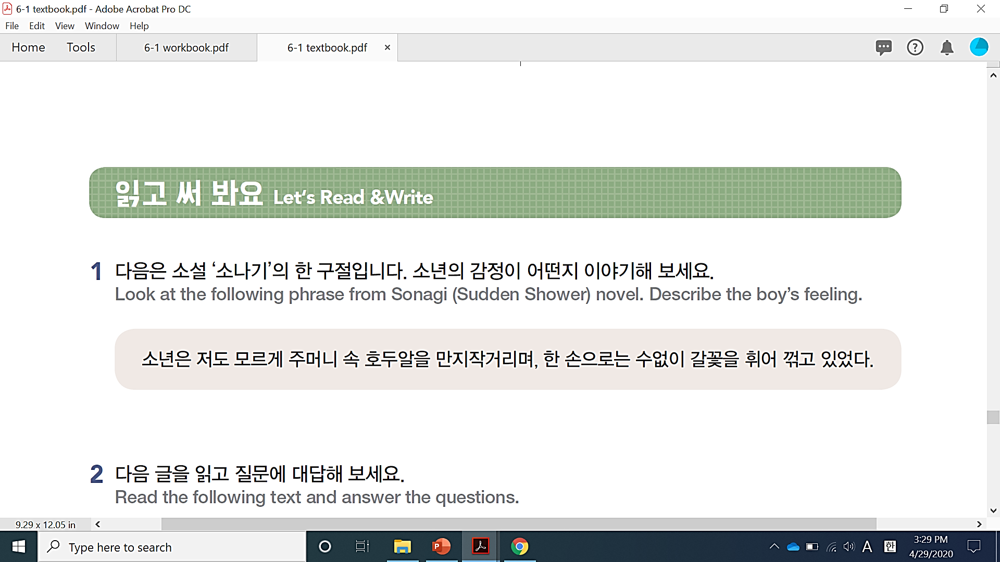 6-1 textbook.pdf - Adobe Acrobat Pro DC
File Edit View Window Help
Home Tools 6-1 workbook.pdf 6-1 textbook.pdf ×
읽고 써 봐요 Let‘s Read &Write
1 다음은 소설 ‘소나기’의 한 구절입니다. 소년의 감정이 어떤지 이야기해 보세요.
Look at the following phrase from Sonagi (Sudden Shower) novel. Describe the boy’s feeling.
소년은 저도 모르게 주머니 속 호두알을 만지작거리며, 한 손으로는 수없이 갈꽃을 휘어 꺾고 있었다.
2 다음 글을 읽고 질문에 대답해 보세요.
Read the following text and answer the questions.
9.29 x 12.05 in
Type here to search
P
A 한
3:29 PM
4/29/2020